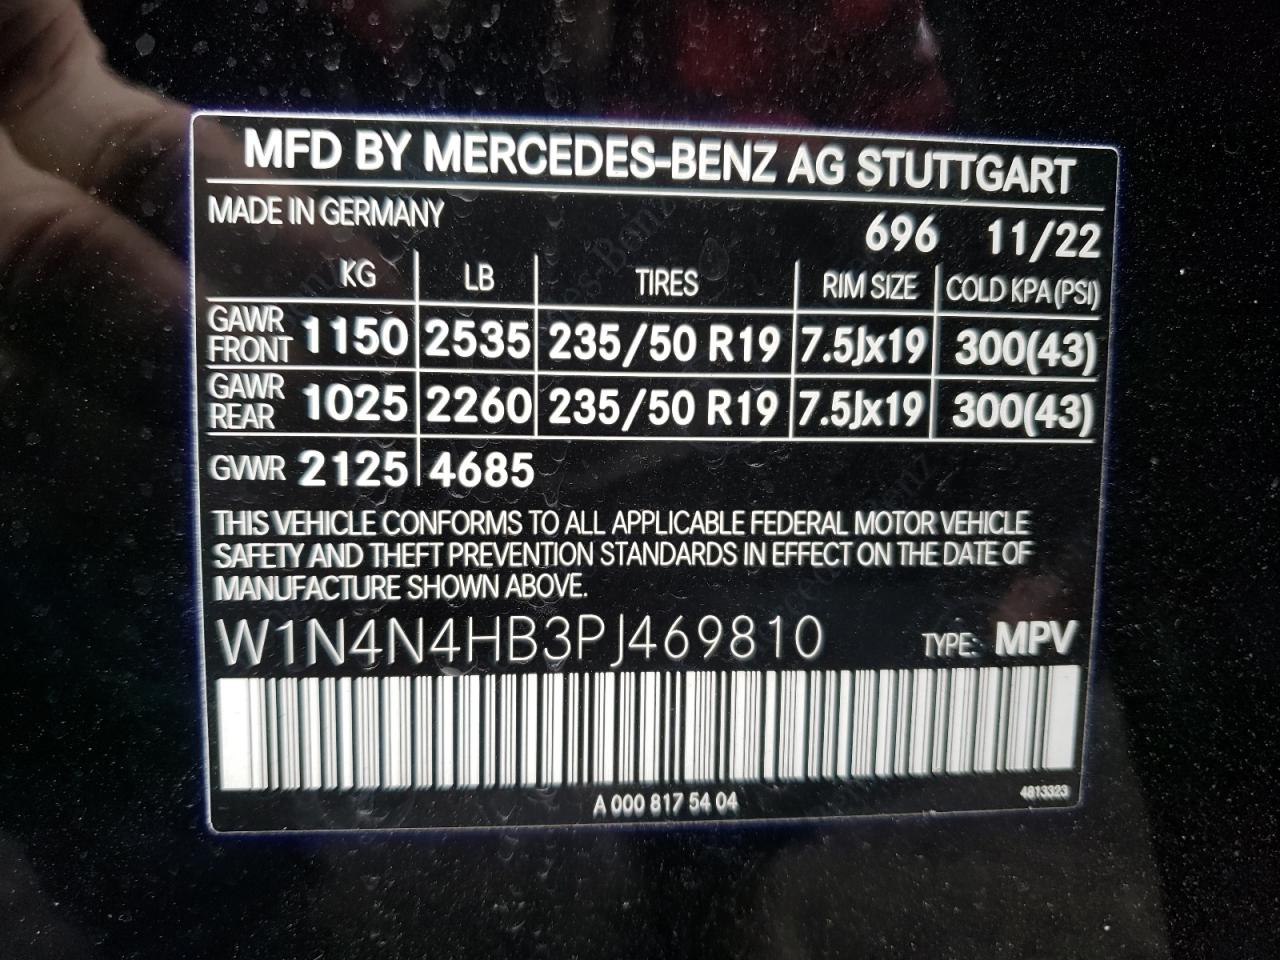 MFD BY MERCEDES-BENZ AG STUTTGART
MADE IN GERMANY
696 11/22
KG LB TIRES RIM SIZE COLD KPA (PSI)
GAWR FRONT 1150 2535 235/50 R19 7.5Jx19 300(43)
GAWR REAR 1025 2260 235/50 R19 7.5Jx19 300(43)
GVWR 2125 4685
THIS VEHICLE CONFORMS TO ALL APPLICABLE FEDERAL MOTOR VEHICLE
SAFETY AND THEFT PREVENTION STANDARDS IN EFFECT ON THE DATE OF
MANUFACTURE SHOWN ABOVE.
W1N4N4HB3PJ469810 TYPE: MPV
A 000 817 54 04
4813323